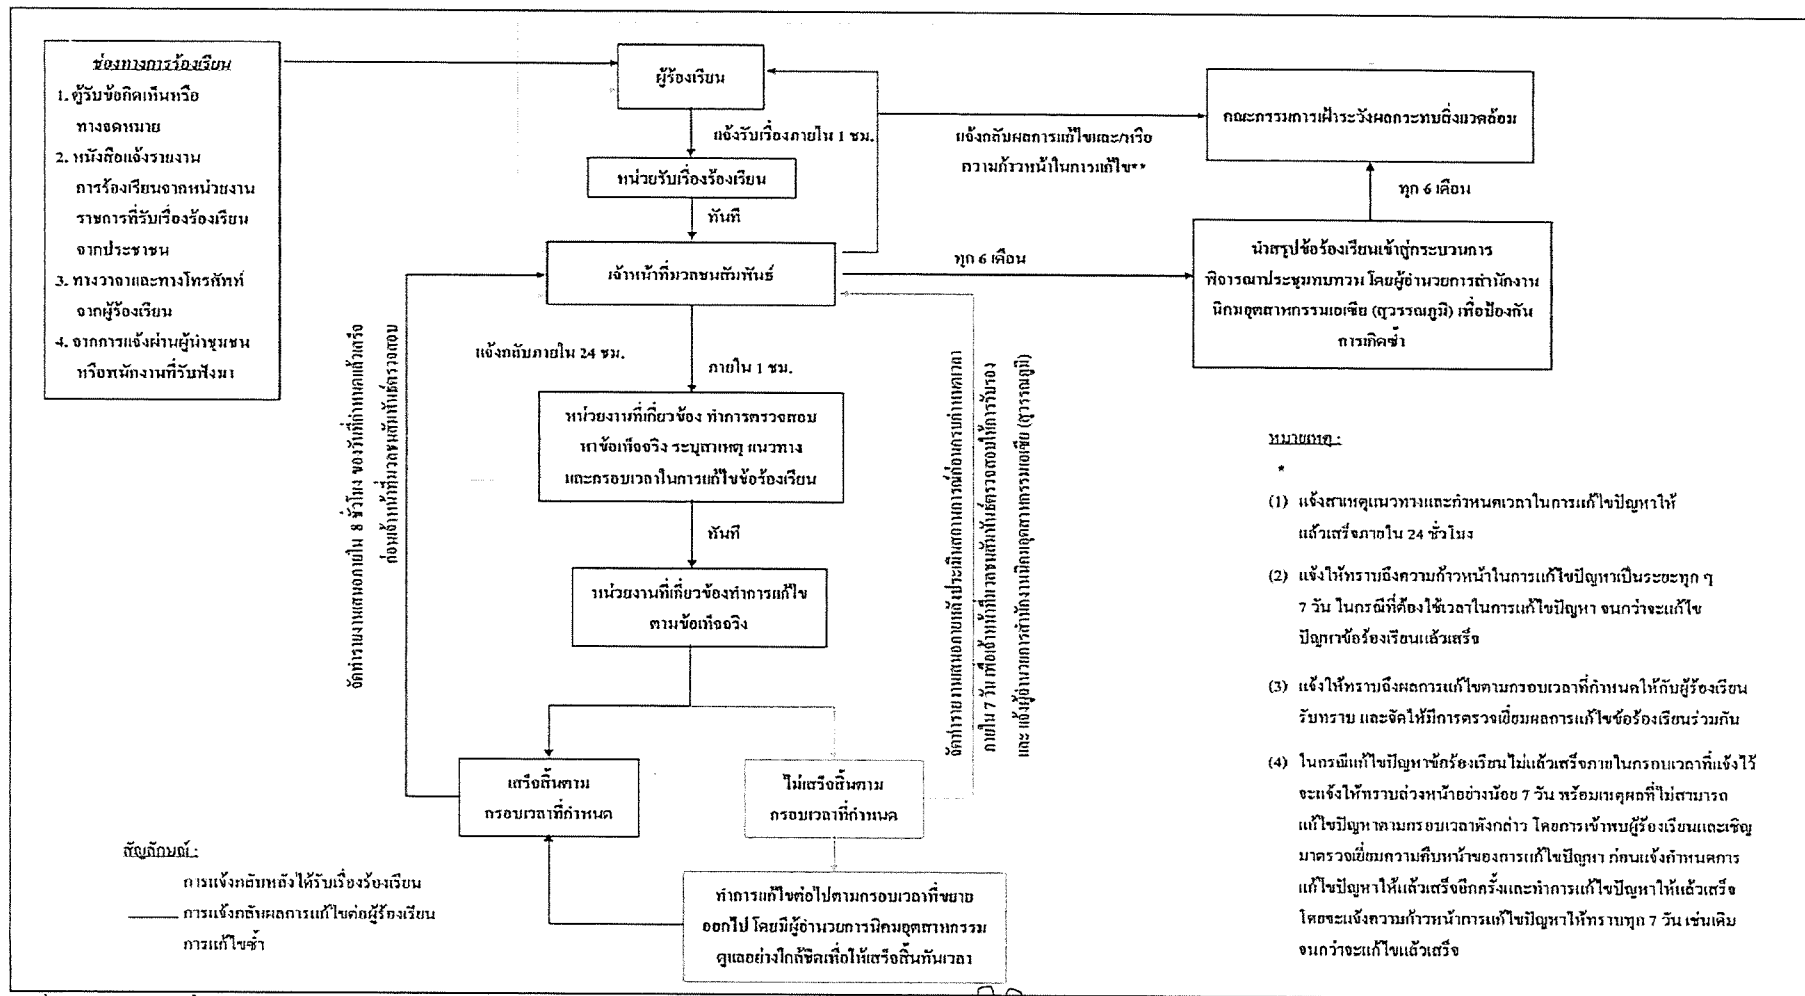 ช่องทางการร้องเรียน
1. ตู้รับข้อคิดเห็นหรือ
ทางจดหมาย
2. หนังสือแจ้งรายงาน
การร้องเรียนจากหน่วยงาน
ราชการที่รับเรื่องร้องเรียน
จากประชาชน
3. ทางวาจาและทางโทรศัพท์
จากผู้ร้องเรียน
4. จากการแจ้งผ่านผู้นำชุมชน
หรือพนักงานที่รับฟังมา
ผู้ร้องเรียน
แจ้งรับเรื่องภายใน 1 ชม.
หน่วยรับเรื่องร้องเรียน
ทันที
เจ้าหน้าที่มวลชนสัมพันธ์
แจ้งกลับผลการแก้ไขและ/หรือ
ความก้าวหน้าในการแก้ไข**
คณะกรรมการเฝ้าระวังผลกระทบสิ่งแวดล้อม
ทุก 6 เดือน
ทุก 6 เดือน
นำสรุปข้อร้องเรียนเข้าสู่กระบวนการ
พิจารณาประชุมทบทวน โดยผู้อำนวยการสำนักงาน
นิคมอุตสาหกรรมเอเซีย (สุวรรณภูมิ) เพื่อป้องกัน
การเกิดซ้ำ
แจ้งกลับภายใน 24 ชม.
ภายใน 1 ชม.
หน่วยงานที่เกี่ยวข้อง ทำการตรวจสอบ
หาข้อเท็จจริง ระบุสาเหตุ แนวทาง
และกรอบเวลาในการแก้ไขข้อร้องเรียน
ทันที
หน่วยงานที่เกี่ยวข้องทำการแก้ไข
ตามข้อเท็จจริง
จัดทำรายงานเสนอภายใน 8 ชั่วโมง ของวันที่กำหนดแล้วเสร็จ
ก่อนเจ้าหน้าที่มวลชนสัมพันธ์ตรวจสอบ
จัดทำรายงานเสนอภายหลังประเมินสถานการณ์ก่อนครบกำหนดเวลา
ภายใน 7 วัน เพื่อเจ้าหน้าที่มวลชนสัมพันธ์ตรวจสอบให้การรับรอง
และ แจ้งผู้อำนวยการสำนักงานนิคมอุตสาหกรรมเอเซีย (สุวรรณภูมิ)
เสร็จสิ้นตาม
กรอบเวลาที่กำหนด
ไม่เสร็จสิ้นตาม
กรอบเวลาที่กำหนด
ทำการแก้ไขต่อไปตามกรอบเวลาที่ขยาย
ออกไป โดยมีผู้อำนวยการนิคมอุตสาหกรรม
ดูแลอย่างใกล้ชิดเพื่อให้เสร็จสิ้นทันเวลา
สัญลักษณ์ :
การแจ้งกลับหลังได้รับเรื่องร้องเรียน
การแจ้งกลับผลการแก้ไขต่อผู้ร้องเรียน
การแก้ไขซ้ำ
หมายเหตุ :
*
(1) แจ้งสาเหตุแนวทางและกำหนดเวลาในการแก้ไขปัญหาให้
แล้วเสร็จภายใน 24 ชั่วโมง
(2) แจ้งให้ทราบถึงความก้าวหน้าในการแก้ไขปัญหาเป็นระยะทุก ๆ
7 วัน ในกรณีที่ต้องใช้เวลาในการแก้ไขปัญหา จนกว่าจะแก้ไข
ปัญหาข้อร้องเรียนแล้วเสร็จ
(3) แจ้งให้ทราบถึงผลการแก้ไขตามกรอบเวลาที่กำหนดให้กับผู้ร้องเรียน
รับทราบ และจัดให้มีการตรวจเยี่ยมผลการแก้ไขข้อร้องเรียนร่วมกัน
(4) ในกรณีแก้ไขปัญหาข้อร้องเรียนไม่แล้วเสร็จภายในกรอบเวลาที่แจ้งไว้
จะแจ้งให้ทราบล่วงหน้าอย่างน้อย 7 วัน พร้อมเหตุผลที่ไม่สามารถ
แก้ไขปัญหาตามกรอบเวลาดังกล่าว โดยการเข้าพบผู้ร้องเรียนและเชิญ
มาตรวจเยี่ยมความคืบหน้าของการแก้ไขปัญหา ก่อนแจ้งกำหนดการ
แก้ไขปัญหาให้แล้วเสร็จอีกครั้งและทำการแก้ไขปัญหาให้แล้วเสร็จ
โดยจะแจ้งความก้าวหน้าการแก้ไขปัญหาให้ทราบทุก 7 วัน เช่นเดิม
จนกว่าจะแก้ไขแล้วเสร็จ